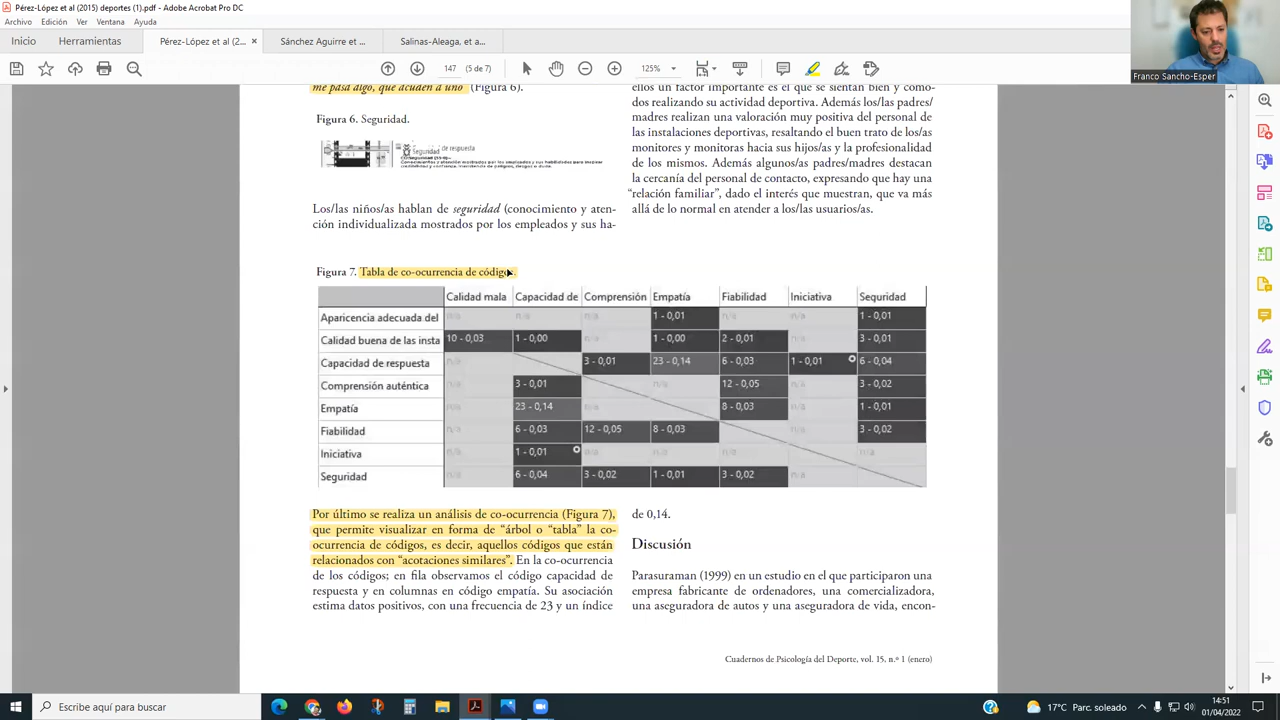 Pérez-López et al (2015) deportes (1).pdf - Adobe Acrobat Pro DC
Archivo Edición Ver Ventana Ayuda
Inicio Herramientas Pérez-López et al (2... × Sánchez Aguirre et ... Salinas-Aleaga, et a...
147 (5 de 7) 125%
Franco Sancho-Esper
me pasa algo, que acuden a uno" (Figura 6).
Figura 6. Seguridad.
Seguridad de respuesta
Los/las niños/as hablan de seguridad (conocimiento y aten-
ción individualizada mostrados por los empleados y sus ha-
ellos un factor importante es el que se sientan bien y cómo-
dos realizando su actividad deportiva. Además los/las padres/
madres realizan una valoración muy positiva del personal de
las instalaciones deportivas, resaltando el buen trato de los/as
monitores y monitoras hacia sus hijos/as y la profesionalidad
de los mismos. Además algunos/as padres/madres destacan
la cercanía del personal de contacto, expresando que hay una
"relación familiar", dado el interés que muestran, que va más
allá de lo normal en atender a los/las usuarios/as.
Figura 7. Tabla de co-ocurrencia de códigos.
Calidad mala Capacidad de Comprensión Empatía Fiabilidad Iniciativa Seguridad
Aparicencia adecuada del n/a n/a n/a 1 - 0,01 n/a n/a 1 - 0,01
Calidad buena de las insta 10 - 0,03 1 - 0,00 n/a 1 - 0,00 2 - 0,01 n/a 3 - 0,01
Capacidad de respuesta n/a 3 - 0,01 23 - 0,14 6 - 0,03 1 - 0,01 6 - 0,04
Comprensión auténtica n/a 3 - 0,01 n/a 12 - 0,05 n/a 3 - 0,02
Empatía n/a 23 - 0,14 n/a 8 - 0,03 n/a 1 - 0,01
Fiabilidad n/a 6 - 0,03 12 - 0,05 8 - 0,03 n/a 3 - 0,02
Iniciativa n/a 1 - 0,01 n/a n/a n/a n/a
Seguridad n/a 6 - 0,04 3 - 0,02 1 - 0,01 3 - 0,02 n/a
Por último se realiza un análisis de co-ocurrencia (Figura 7),
que permite visualizar en forma de "árbol o "tabla" la co-
ocurrencia de códigos, es decir, aquellos códigos que están
relacionados con "acotaciones similares". En la co-ocurrencia
de los códigos; en fila observamos el código capacidad de
respuesta y en columnas en código empatía. Su asociación
estima datos positivos, con una frecuencia de 23 y un índice
de 0,14.
Discusión
Parasuraman (1999) en un estudio en el que participaron una
empresa fabricante de ordenadores, una comercializadora,
una aseguradora de autos y una aseguradora de vida, encon-
Cuadernos de Psicología del Deporte, vol. 15, n.º 1 (enero)
Escribe aquí para buscar
17°C Parc. soleado
14:51
01/04/2022